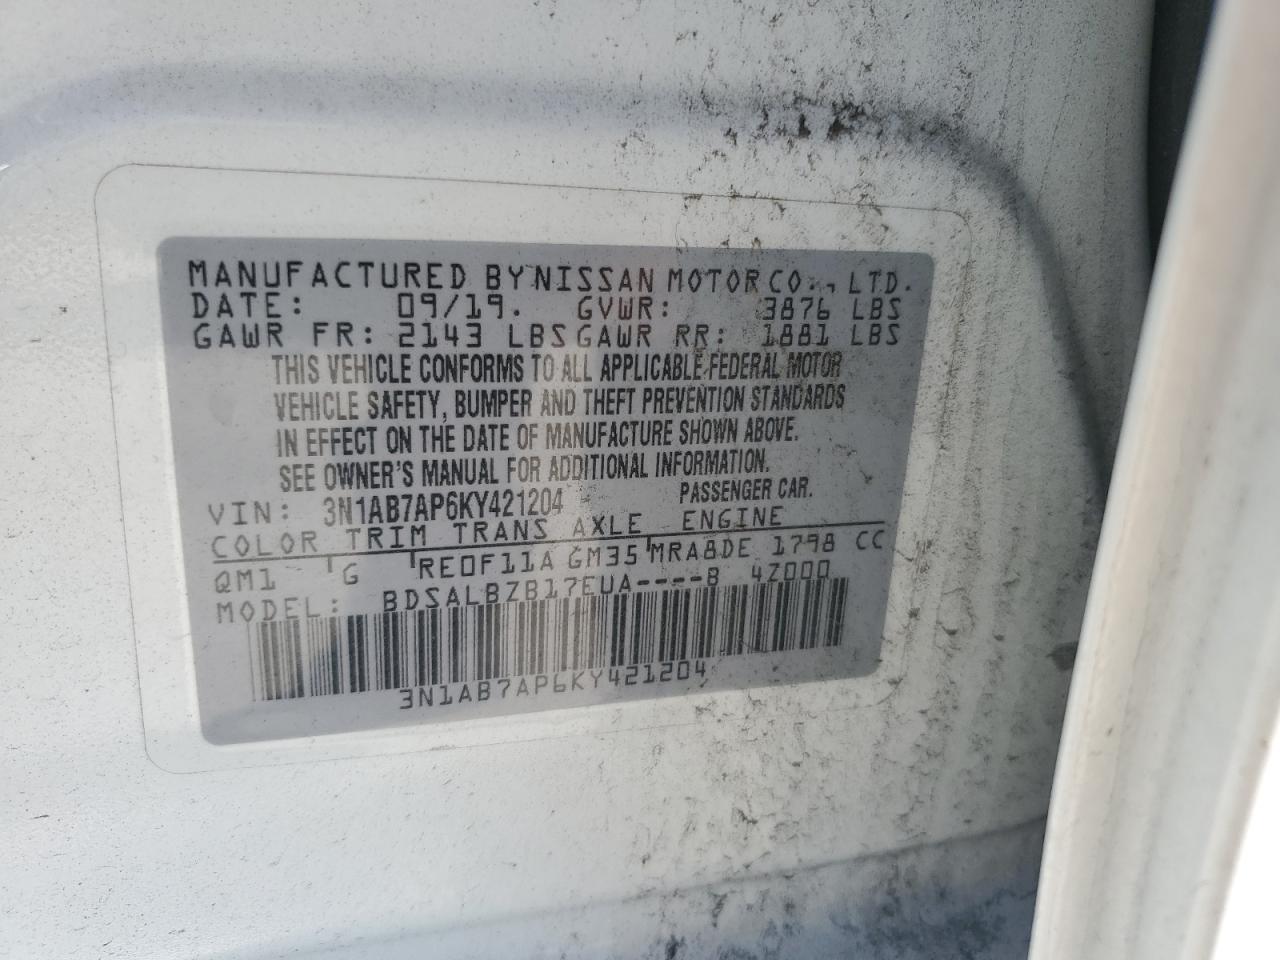 MANUFACTURED BY NISSAN MOTOR CO., LTD.
DATE: 09/19. GVWR: 3876 LBS
GAWR FR: 2143 LBS GAWR RR: 1881 LBS
THIS VEHICLE CONFORMS TO ALL APPLICABLE FEDERAL MOTOR
VEHICLE SAFETY, BUMPER AND THEFT PREVENTION STANDARDS
IN EFFECT ON THE DATE OF MANUFACTURE SHOWN ABOVE.
SEE OWNER'S MANUAL FOR ADDITIONAL INFORMATION.
VIN: 3N1AB7AP6KY421204 PASSENGER CAR.
COLOR TRIM TRANS AXLE ENGINE
QM1 G RE0F11A GM35 MRA8DE 1798 CC
MODEL: BDSALBZB17EUA----B 4Z000
3N1AB7AP6KY421204